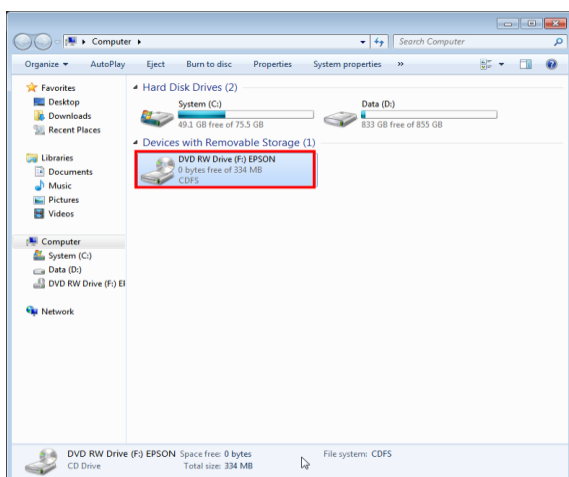 Computer
Search Computer
Organize
AutoPlay
Eject
Burn to disc
Properties
System properties
»
Favorites
Desktop
Downloads
Recent Places
Libraries
Documents
Music
Pictures
Videos
Computer
System (C:)
Data (D:)
DVD RW Drive (F:) EI
Network
Hard Disk Drives (2)
System (C:)
49.1 GB free of 75.5 GB
Data (D:)
833 GB free of 855 GB
Devices with Removable Storage (1)
DVD RW Drive (F:) EPSON
0 bytes free of 334 MB
CDFS
DVD RW Drive (F:) EPSON Space free: 0 bytes File system: CDFS
CD Drive Total size: 334 MB